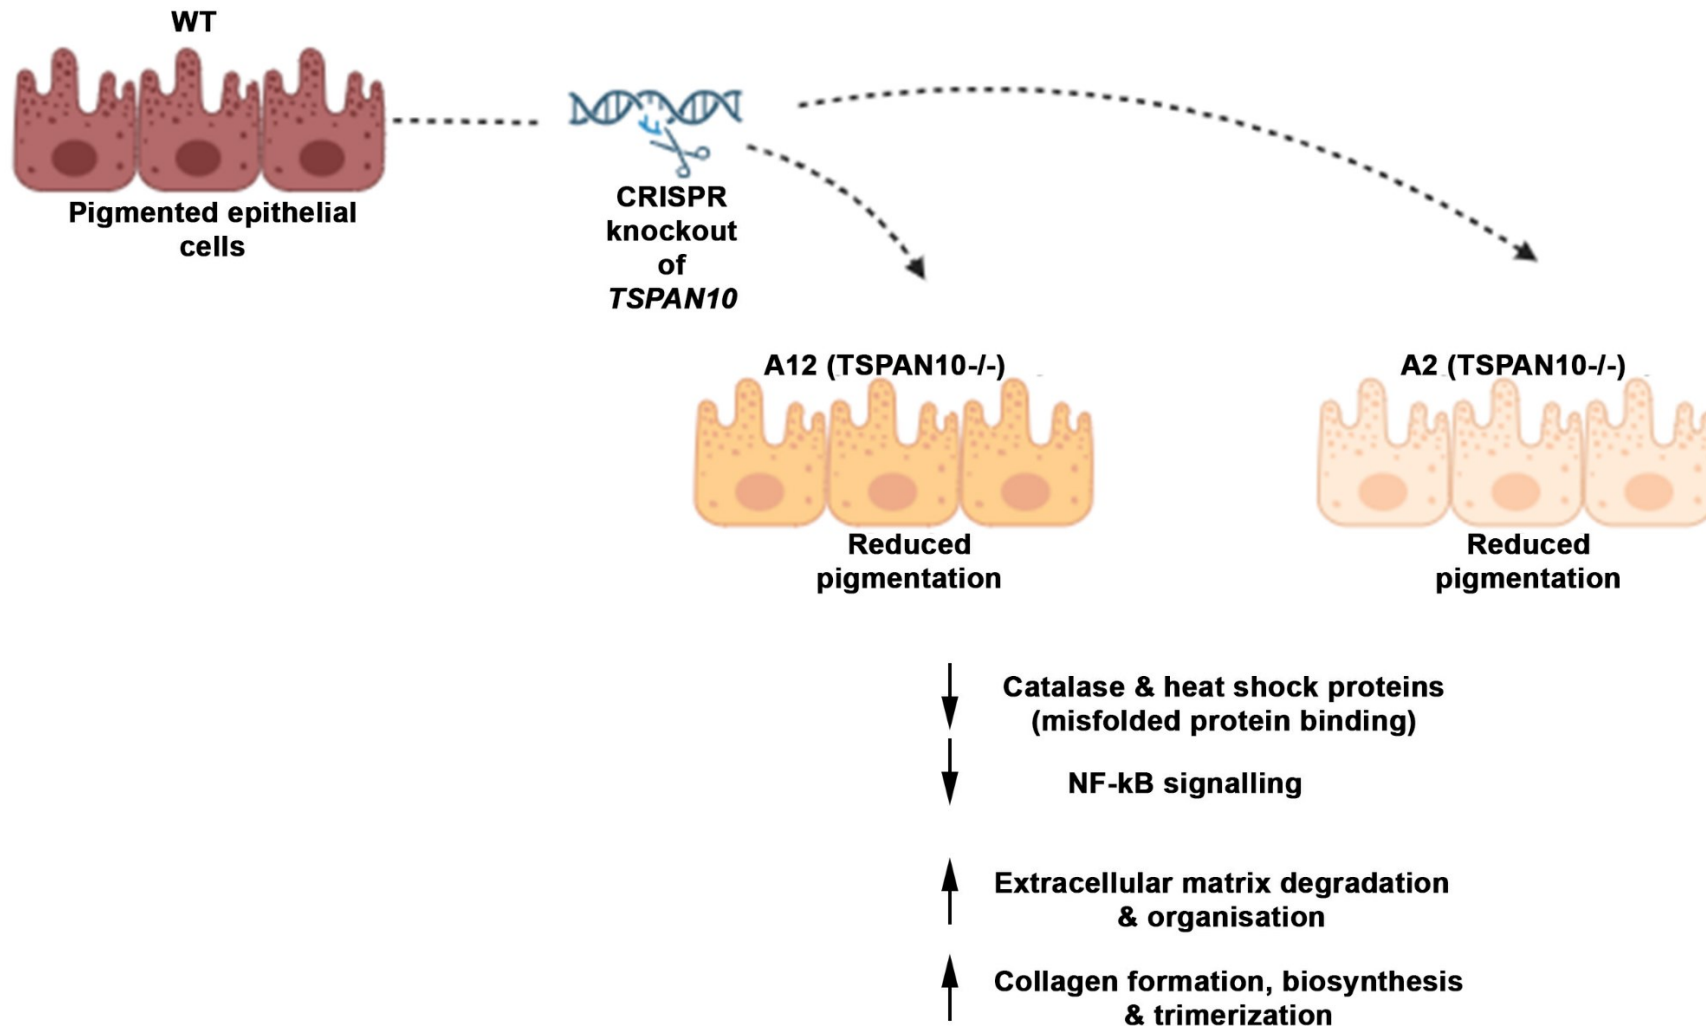 WT
Pigmented epithelial
cells
CRISPR
knockout
of
TSPAN10
A12 (TSPAN10-/-)
Reduced
pigmentation
A2 (TSPAN10-/-)
Reduced
pigmentation
Catalase & heat shock proteins
(misfolded protein binding)
NF-kB signalling
Extracellular matrix degradation
& organisation
Collagen formation, biosynthesis
& trimerization